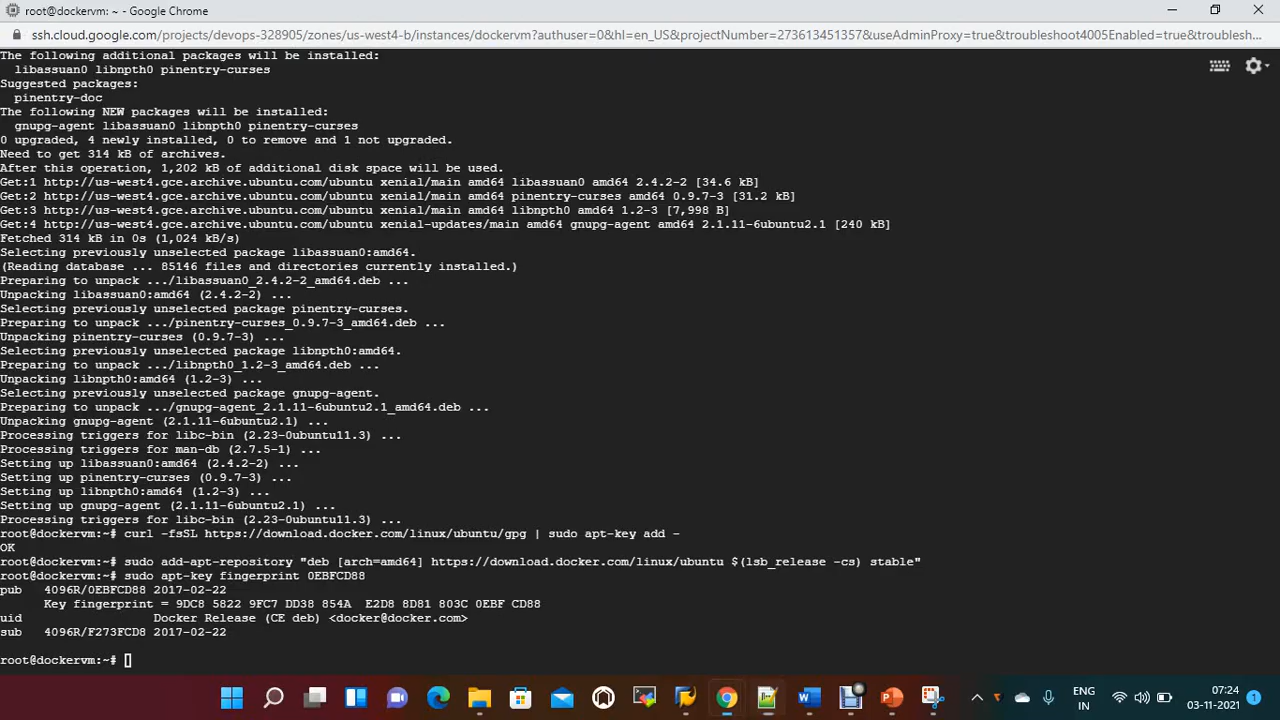 root@dockervm: ~ - Google Chrome
ssh.cloud.google.com/projects/devops-328905/zones/us-west4-b/instances/dockervm?authuser=0&hl=en_US&projectNumber=273613451357&useAdminProxy=true&troubleshoot4005Enabled=true&troublesh...
The following additional packages will be installed:
  libassuan0 libnpth0 pinentry-curses
Suggested packages:
  pinentry-doc
The following NEW packages will be installed:
  gnupg-agent libassuan0 libnpth0 pinentry-curses
0 upgraded, 4 newly installed, 0 to remove and 1 not upgraded.
Need to get 314 kB of archives.
After this operation, 1,202 kB of additional disk space will be used.
Get:1 http://us-west4.gce.archive.ubuntu.com/ubuntu xenial/main amd64 libassuan0 amd64 2.4.2-2 [34.6 kB]
Get:2 http://us-west4.gce.archive.ubuntu.com/ubuntu xenial/main amd64 pinentry-curses amd64 0.9.7-3 [31.2 kB]
Get:3 http://us-west4.gce.archive.ubuntu.com/ubuntu xenial/main amd64 libnpth0 amd64 1.2-3 [7,998 B]
Get:4 http://us-west4.gce.archive.ubuntu.com/ubuntu xenial-updates/main amd64 gnupg-agent amd64 2.1.11-6ubuntu2.1 [240 kB]
Fetched 314 kB in 0s (1,024 kB/s)
Selecting previously unselected package libassuan0:amd64.
(Reading database ... 85146 files and directories currently installed.)
Preparing to unpack .../libassuan0_2.4.2-2_amd64.deb ...
Unpacking libassuan0:amd64 (2.4.2-2) ...
Selecting previously unselected package pinentry-curses.
Preparing to unpack .../pinentry-curses_0.9.7-3_amd64.deb ...
Unpacking pinentry-curses (0.9.7-3) ...
Selecting previously unselected package libnpth0:amd64.
Preparing to unpack .../libnpth0_1.2-3_amd64.deb ...
Unpacking libnpth0:amd64 (1.2-3) ...
Selecting previously unselected package gnupg-agent.
Preparing to unpack .../gnupg-agent_2.1.11-6ubuntu2.1_amd64.deb ...
Unpacking gnupg-agent (2.1.11-6ubuntu2.1) ...
Processing triggers for libc-bin (2.23-0ubuntu11.3) ...
Processing triggers for man-db (2.7.5-1) ...
Setting up libassuan0:amd64 (2.4.2-2) ...
Setting up pinentry-curses (0.9.7-3) ...
Setting up libnpth0:amd64 (1.2-3) ...
Setting up gnupg-agent (2.1.11-6ubuntu2.1) ...
Processing triggers for libc-bin (2.23-0ubuntu11.3) ...
root@dockervm:~# curl -fsSL https://download.docker.com/linux/ubuntu/gpg | sudo apt-key add -
OK
root@dockervm:~# sudo add-apt-repository "deb [arch=amd64] https://download.docker.com/linux/ubuntu $(lsb_release -cs) stable"
root@dockervm:~# sudo apt-key fingerprint 0EBFCD88
pub   4096R/0EBFCD88 2017-02-22
      Key fingerprint = 9DC8 5822 9FC7 DD38 854A  E2D8 8D81 803C 0EBF CD88
uid                  Docker Release (CE deb) <docker@docker.com>
sub   4096R/F273FCD8 2017-02-22
root@dockervm:~#
ENG
IN
07:24
03-11-2021
1